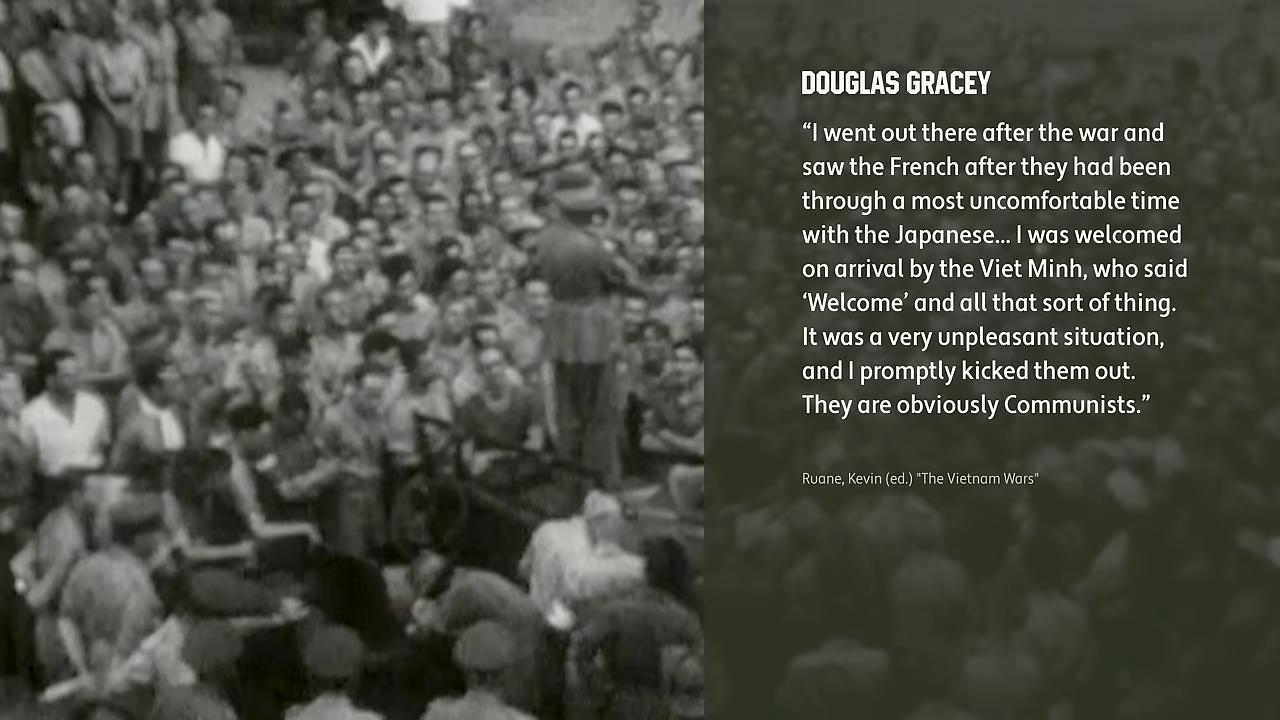 DOUGLAS GRACEY
“I went out there after the war and
saw the French after they had been
through a most uncomfortable time
with the Japanese... I was welcomed
on arrival by the Viet Minh, who said
‘Welcome’ and all that sort of thing.
It was a very unpleasant situation,
and I promptly kicked them out.
They are obviously Communists.”
Ruane, Kevin (ed.) "The Vietnam Wars"